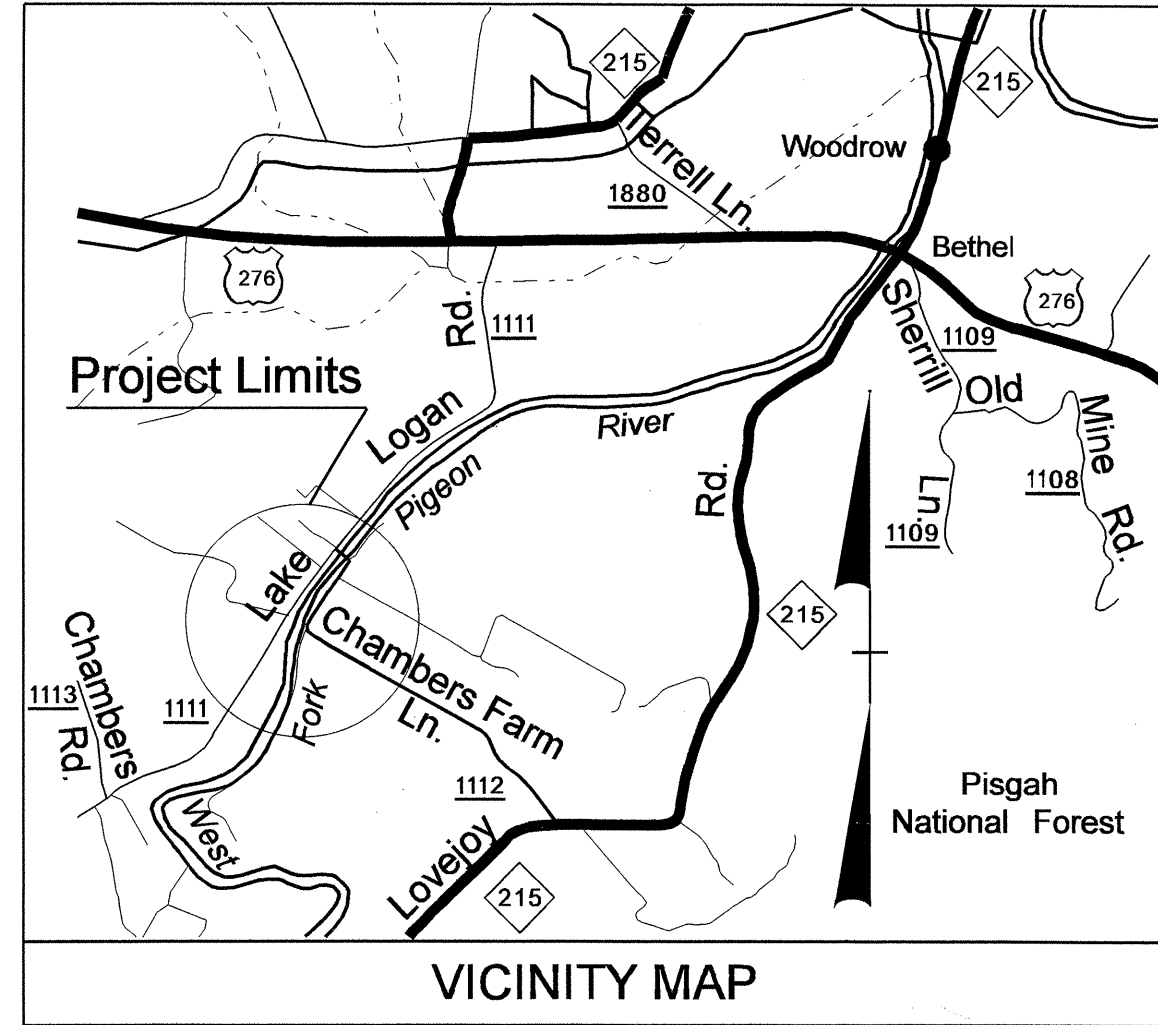 215
215
Woodrow
Terrell Ln.
1880
Bethel
276
276
Rd.
1111
Sherrill
1109
Project Limits
Old
Mine
Logan
River
Pigeon
Rd.
Ln.
1108
Rd.
1109
Lake
Chambers Farm
215
Chambers
1113
Rd.
1111
Fork
Ln.
1112
Pisgah
National Forest
West
Lovejoy
215
VICINITY MAP